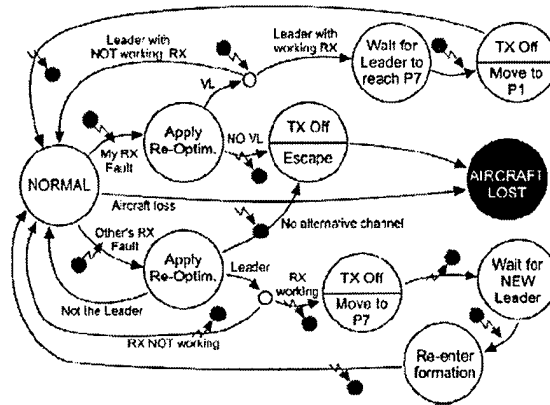 Leader with
NOT working RX
Leader with
working RX
Wait for
Leader to
reach P7
TX Off
Move to
P1
VL
My RX
Fault
Apply
Re-Optim.
NO VL
TX Off
Escape
NORMAL
Aircraft loss
AIRCRAFT
LOST
No alternative channel
Other's RX
Fault
Apply
Re-Optim.
Leader
RX
working
TX Off
Move to
P7
Wait for
NEW
Leader
Not the Leader
RX NOT working
Re-enter
formation